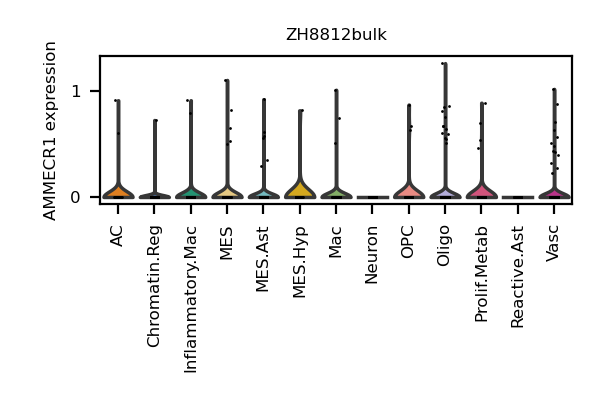 ZH8812bulk
AMMECR1 expression
1
0
AC
Chromatin.Reg
Inflammatory.Mac
MES
MES.Ast
MES.Hyp
Mac
Neuron
OPC
Oligo
Prolif.Metab
Reactive.Ast
Vasc